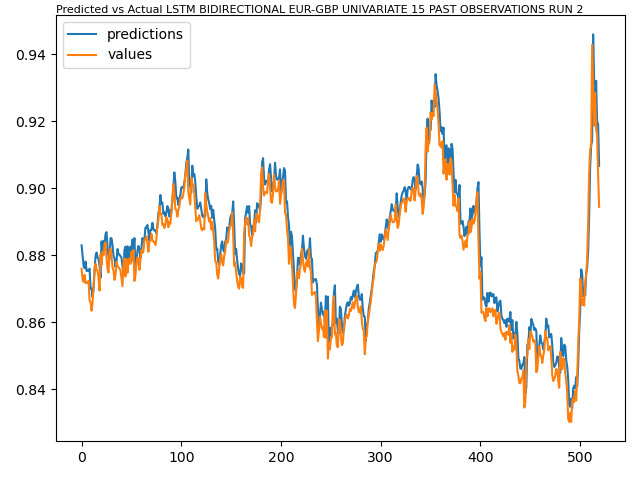 Predicted vs Actual LSTM BIDIRECTIONAL EUR-GBP UNIVARIATE 15 PAST OBSERVATIONS RUN 2
predictions
values
0.94
0.92
0.90
0.88
0.86
0.84
0 100 200 300 400 500